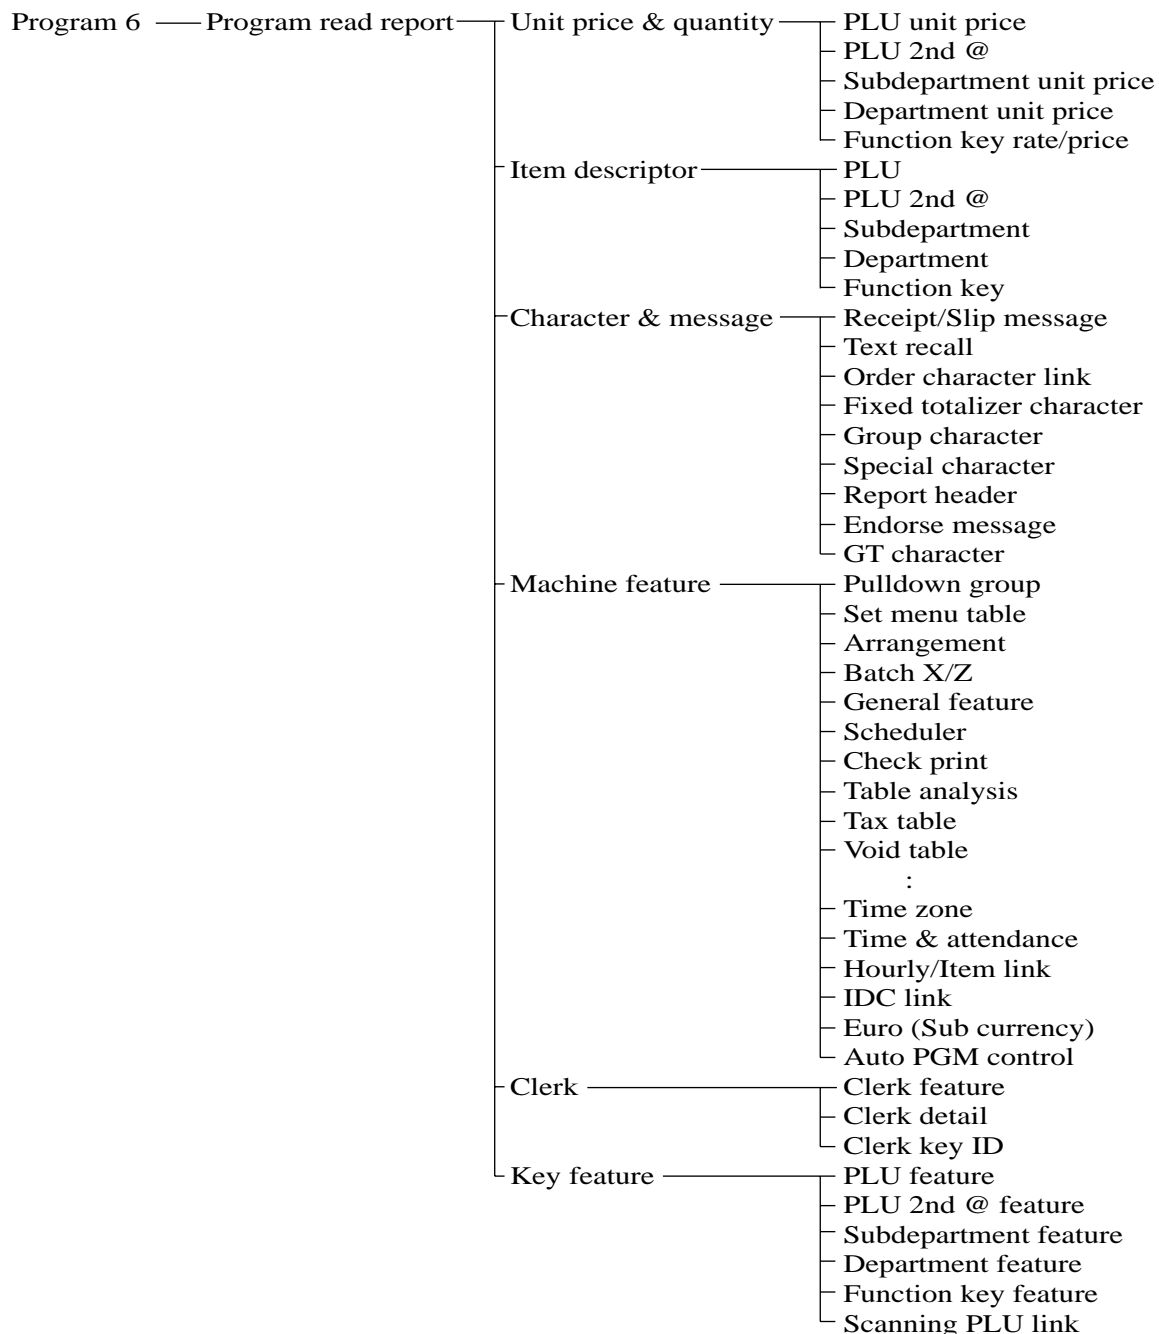 Program 6 Program read report Unit price & quantity PLU unit price
PLU 2nd @
Subdepartment unit price
Department unit price
Function key rate/price
Item descriptor PLU
PLU 2nd @
Subdepartment
Department
Function key
Character & message Receipt/Slip message
Text recall
Order character link
Fixed totalizer character
Group character
Special character
Report header
Endorse message
GT character
Machine feature Pulldown group
Set menu table
Arrangement
Batch X/Z
General feature
Scheduler
Check print
Table analysis
Tax table
Void table
:
Time zone
Time & attendance
Hourly/Item link
IDC link
Euro (Sub currency)
Auto PGM control
Clerk Clerk feature
Clerk detail
Clerk key ID
Key feature PLU feature
PLU 2nd @ feature
Subdepartment feature
Department feature
Function key feature
Scanning PLU link